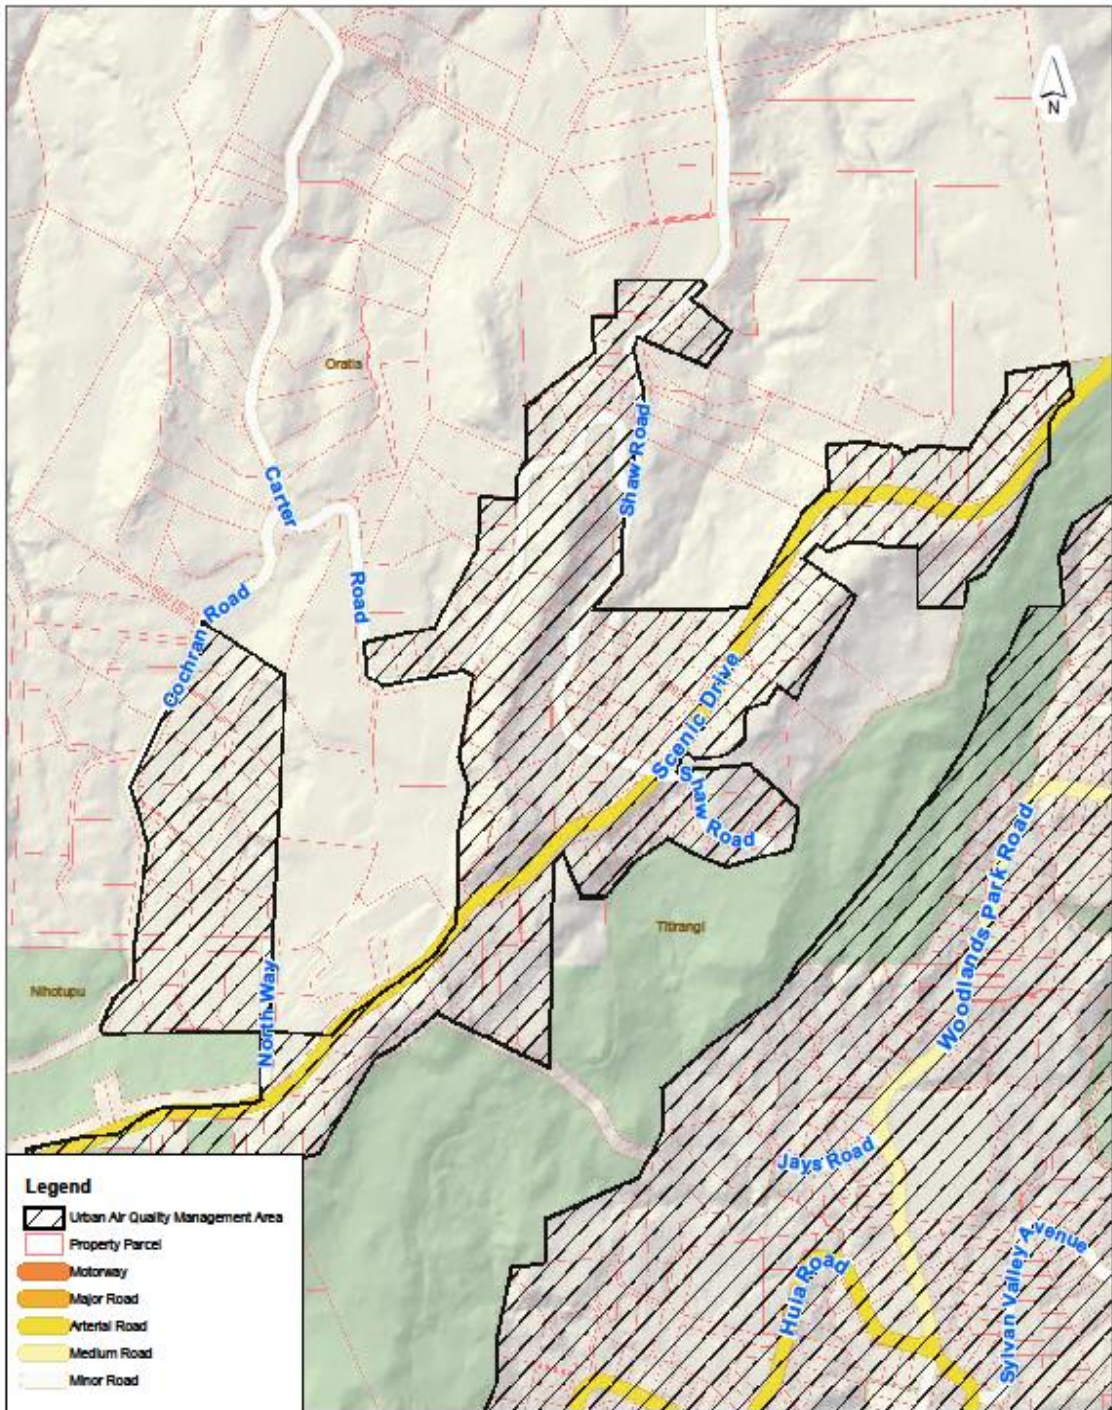 N
Oratia
Shaw Road
Carter
Road
Cochran Road
Scenic Drive
Shaw Road
Woodlands Park Road
Titirangi
Nihotupu
North Way
Jays Road
Huia Road
Sylvan Valley Avenue
Legend
Urban Air Quality Management Area
Property Parcel
Motorway
Major Road
Arterial Road
Medium Road
Minor Road